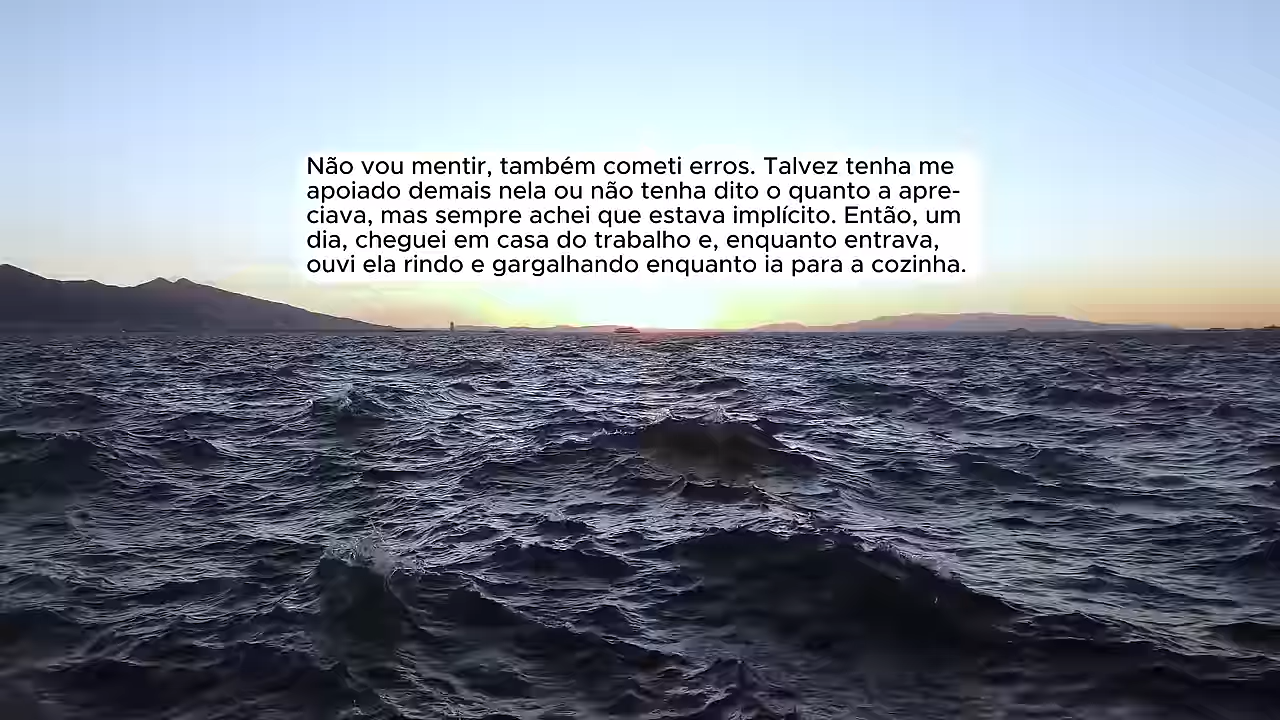 Não vou mentir, também cometi erros. Talvez tenha me
apoiado demais nela ou não tenha dito o quanto a apre-
ciava, mas sempre achei que estava implícito. Então, um
dia, cheguei em casa do trabalho e, enquanto entrava,
ouvi ela rindo e gargalhando enquanto ia para a cozinha.